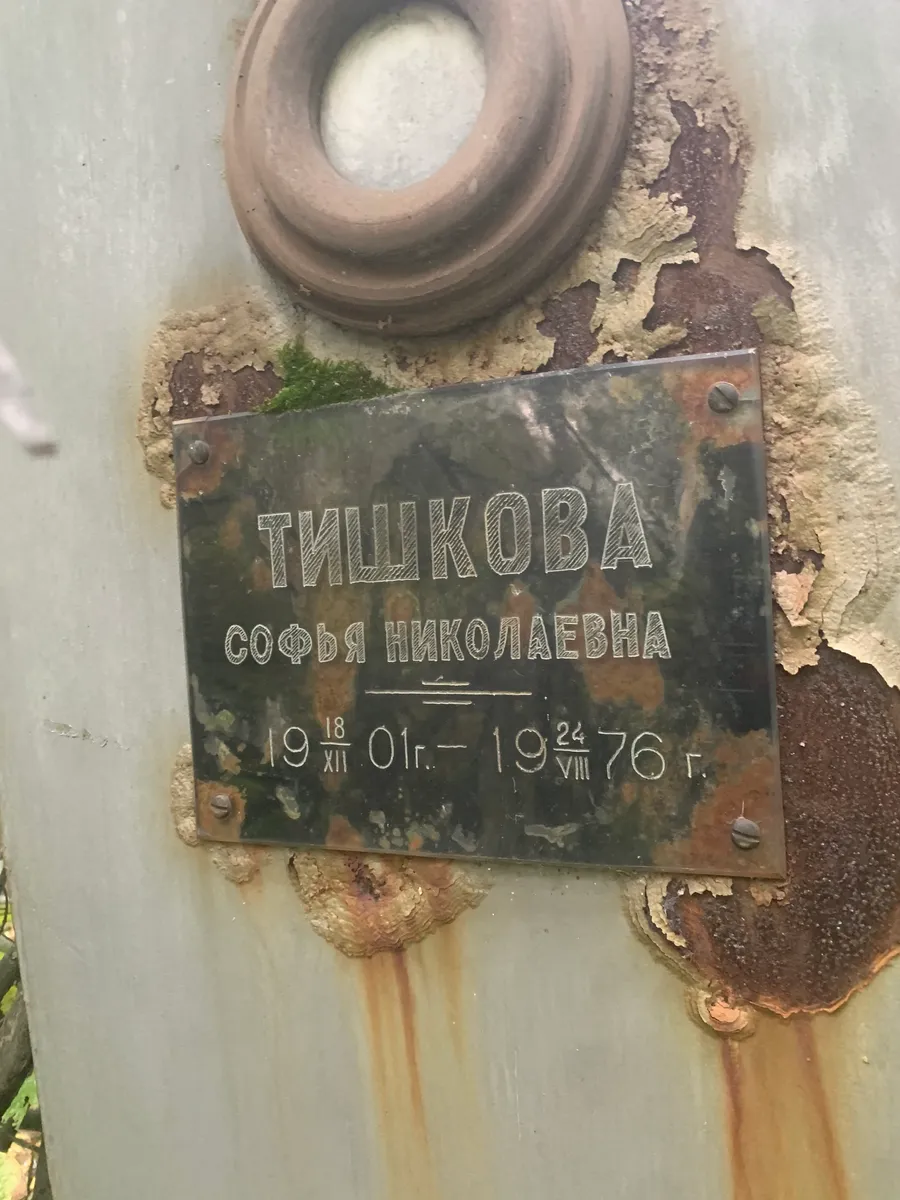 ТИШКОВА
СОФЬЯ НИКОЛАЕВНА
19 18/XII 01г. — 19 24/VIII 76 г.